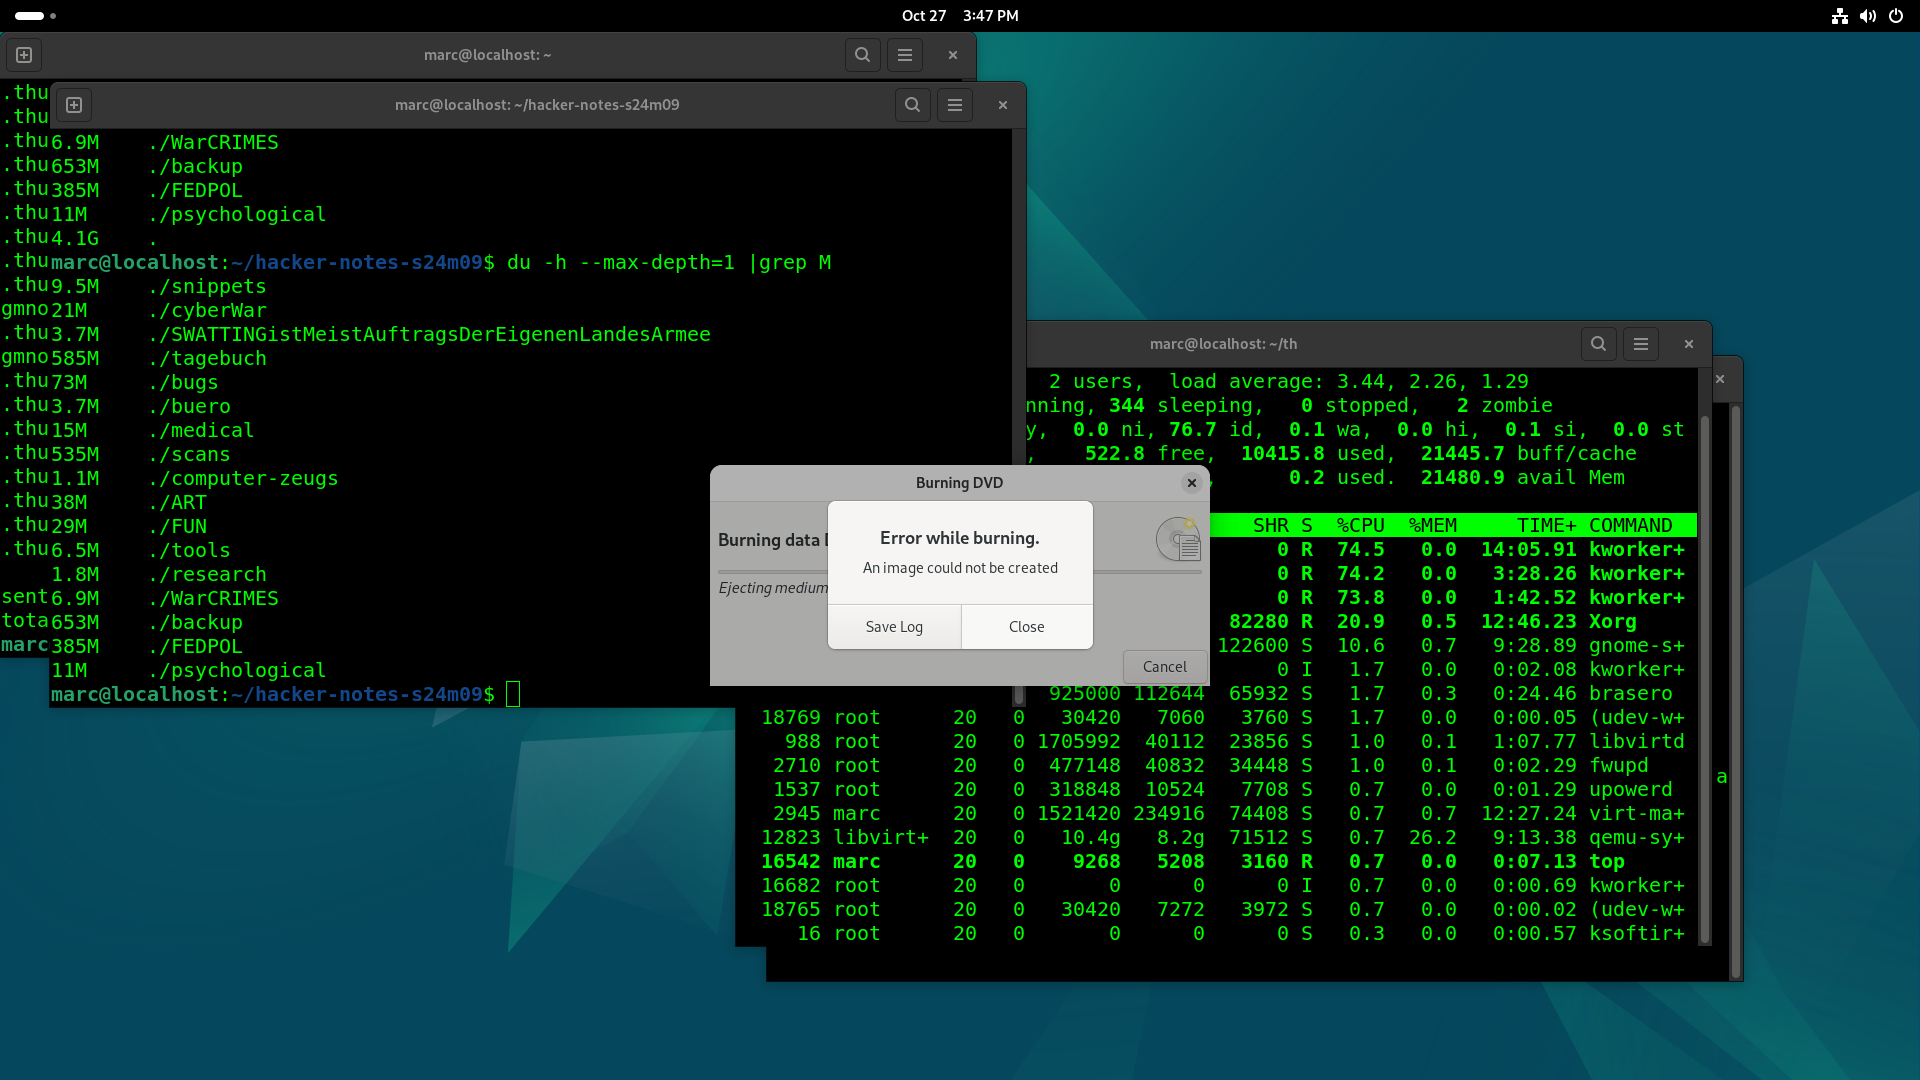 Oct 27 3:47 PM
marc@localhost: ~
marc@localhost: ~/hacker-notes-s24m09
.thu
.thu
.thu
.thu
.thu
.thu
.thu
.thu
.thu
gmno
.thu
gmno
.thu
.thu
.thu
.thu
.thu
.thu
.thu
.thu
sent
tota
marc
6.9M ./WarCRIMES
653M ./backup
385M ./FEDPOL
11M ./psychological
4.1G .
marc@localhost:~/hacker-notes-s24m09$ du -h --max-depth=1 |grep M
9.5M ./snippets
21M ./cyberWar
3.7M ./SWATTINGistMeistAuftragsDerEigenenLandesArmee
585M ./tagebuch
73M ./bugs
3.7M ./buero
15M ./medical
535M ./scans
1.1M ./computer-zeugs
38M ./ART
29M ./FUN
6.5M ./tools
1.8M ./research
6.9M ./WarCRIMES
653M ./backup
385M ./FEDPOL
11M ./psychological
marc@localhost:~/hacker-notes-s24m09$
marc@localhost: ~/th
2 users, load average: 3.44, 2.26, 1.29
nning, 344 sleeping, 0 stopped, 2 zombie
y, 0.0 ni, 76.7 id, 0.1 wa, 0.0 hi, 0.1 si, 0.0 st
, 522.8 free, 10415.8 used, 21445.7 buff/cache
0.2 used. 21480.9 avail Mem
SHR S %CPU %MEM TIME+ COMMAND
0 R 74.5 0.0 14:05.91 kworker+
0 R 74.2 0.0 3:28.26 kworker+
0 R 73.8 0.0 1:42.52 kworker+
82280 R 20.9 0.5 12:46.23 Xorg
122600 S 10.6 0.7 9:28.89 gnome-s+
0 I 1.7 0.0 0:02.08 kworker+
925000 112644 65932 S 1.7 0.3 0:24.46 brasero
18769 root 20 0 30420 7060 3760 S 1.7 0.0 0:00.05 (udev-w+
988 root 20 0 1705992 40112 23856 S 1.0 0.1 1:07.77 libvirtd
2710 root 20 0 477148 40832 34448 S 1.0 0.1 0:02.29 fwupd
1537 root 20 0 318848 10524 7708 S 0.7 0.0 0:01.29 upowerd
2945 marc 20 0 1521420 234916 74408 S 0.7 0.7 12:27.24 virt-ma+
12823 libvirt+ 20 0 10.4g 8.2g 71512 S 0.7 26.2 9:13.38 qemu-sy+
16542 marc 20 0 9268 5208 3160 R 0.7 0.0 0:07.13 top
16682 root 20 0 0 0 0 I 0.7 0.0 0:00.69 kworker+
18765 root 20 0 30420 7272 3972 S 0.7 0.0 0:00.02 (udev-w+
16 root 20 0 0 0 0 S 0.3 0.0 0:00.57 ksoftir+
a
Burning DVD
Burning data
Ejecting medium
Error while burning.
An image could not be created
Save Log
Close
Cancel